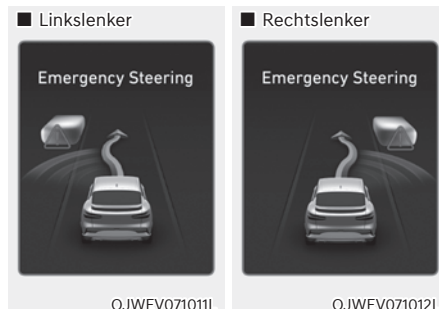 ■ Linkslenker
Emergency Steering
OJWEV071011L
■ Rechtslenker
Emergency Steering
OJWEV071012L